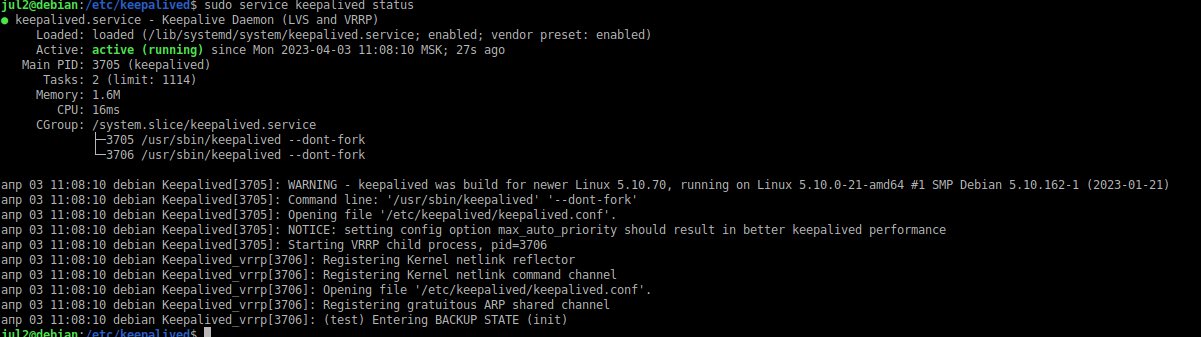 jul2@debian:/etc/keepalived$ sudo service keepalived status
● keepalived.service - Keepalive Daemon (LVS and VRRP)
Loaded: loaded (/lib/systemd/system/keepalived.service; enabled; vendor preset: enabled)
Active: active (running) since Mon 2023-04-03 11:08:10 MSK; 27s ago
Main PID: 3705 (keepalived)
Tasks: 2 (limit: 1114)
Memory: 1.6M
CPU: 16ms
CGroup: /system.slice/keepalived.service
├─3705 /usr/sbin/keepalived --dont-fork
└─3706 /usr/sbin/keepalived --dont-fork
апр 03 11:08:10 debian Keepalived[3705]: WARNING - keepalived was build for newer Linux 5.10.70, running on Linux 5.10.0-21-amd64 #1 SMP Debian 5.10.162-1 (2023-01-21)
апр 03 11:08:10 debian Keepalived[3705]: Command line: '/usr/sbin/keepalived' '--dont-fork'
апр 03 11:08:10 debian Keepalived[3705]: Opening file '/etc/keepalived/keepalived.conf'.
апр 03 11:08:10 debian Keepalived[3705]: NOTICE: setting config option max_auto_priority should result in better keepalived performance
апр 03 11:08:10 debian Keepalived[3705]: Starting VRRP child process, pid=3706
апр 03 11:08:10 debian Keepalived_vrrp[3706]: Registering Kernel netlink reflector
апр 03 11:08:10 debian Keepalived_vrrp[3706]: Registering Kernel netlink command channel
апр 03 11:08:10 debian Keepalived_vrrp[3706]: Opening file '/etc/keepalived/keepalived.conf'.
апр 03 11:08:10 debian Keepalived_vrrp[3706]: Registering gratuitous ARP shared channel
апр 03 11:08:10 debian Keepalived_vrrp[3706]: (test) Entering BACKUP STATE (init)
jul2@debian:/etc/keepalived$